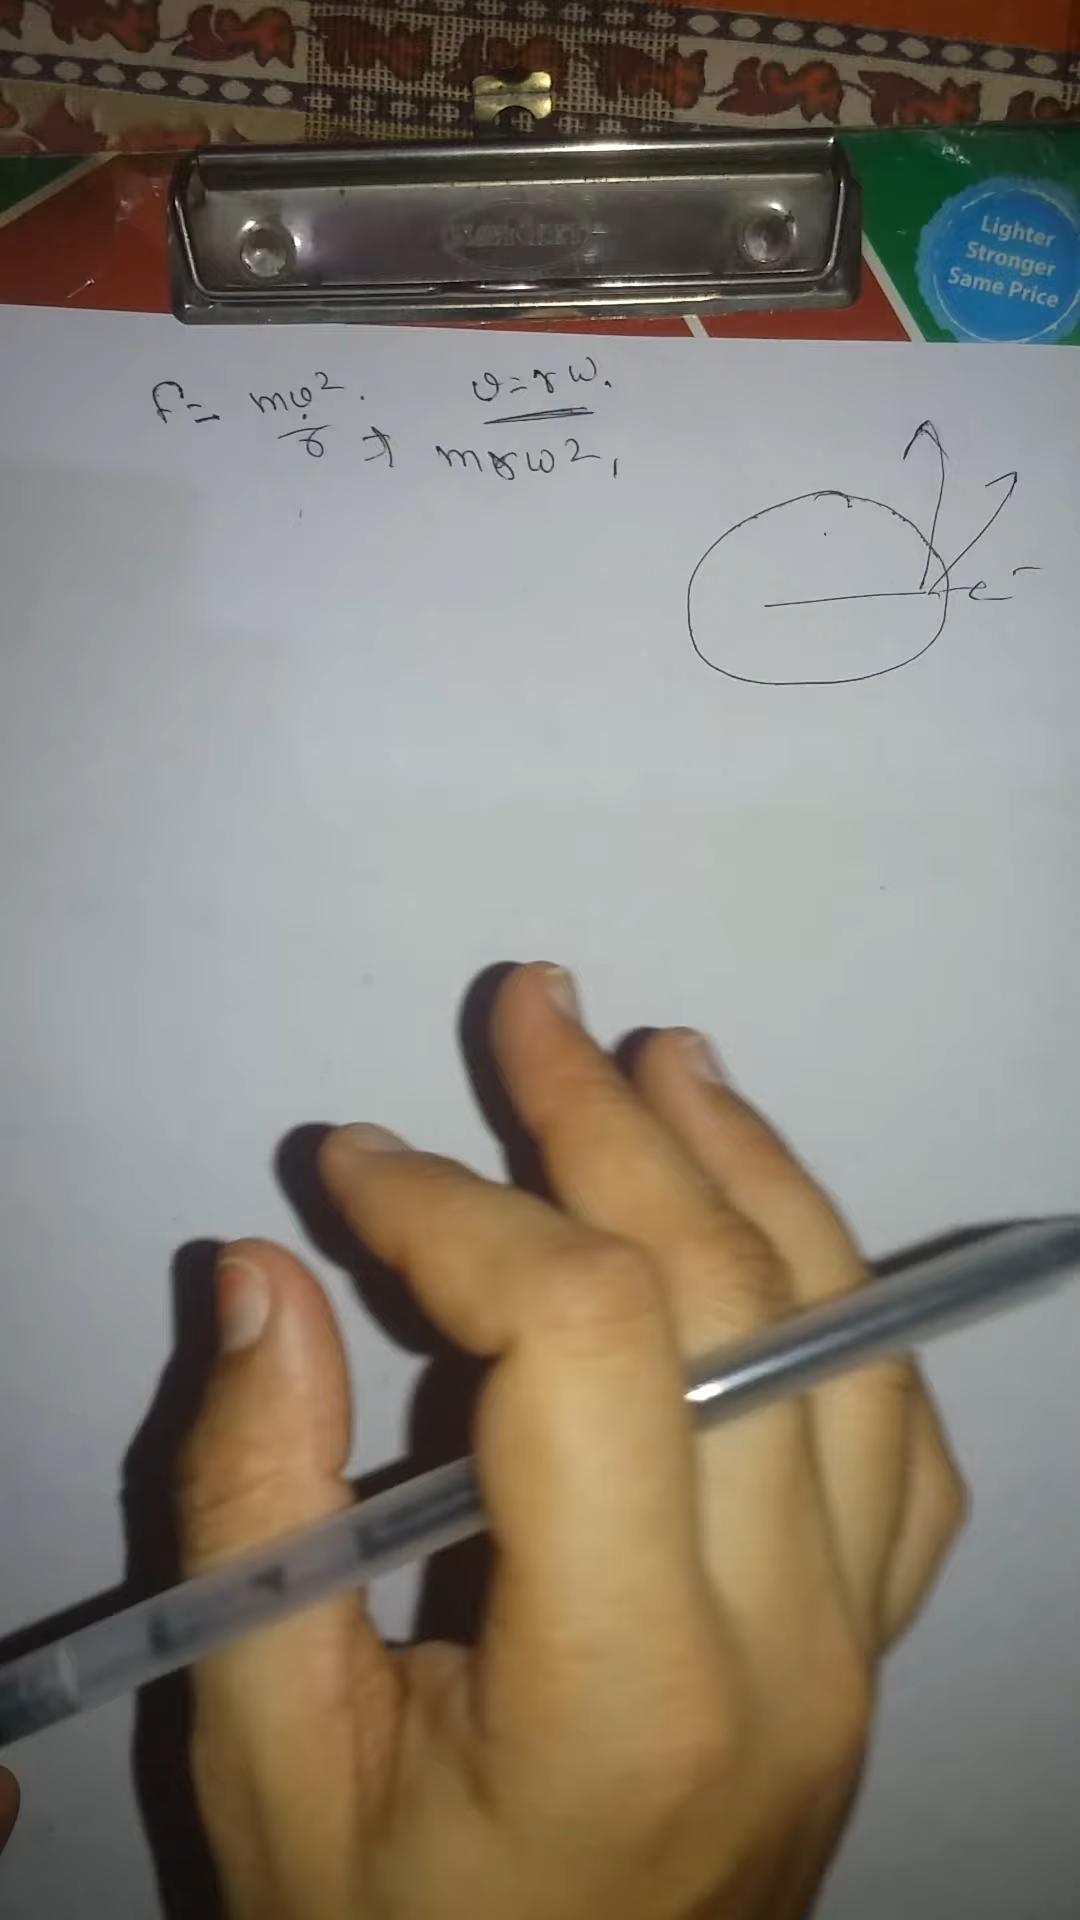 Lighter
Stronger
Same Price
F = mv²/r. v = rω.
→ mrω²,
e⁻